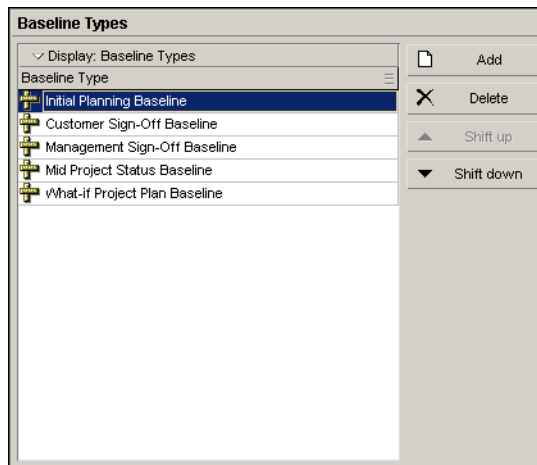 Baseline Types
Display: Baseline Types
Baseline Type
Initial Planning Baseline
Customer Sign-Off Baseline
Management Sign-Off Baseline
Mid Project Status Baseline
What-if Project Plan Baseline
Add
Delete
Shift up
Shift down